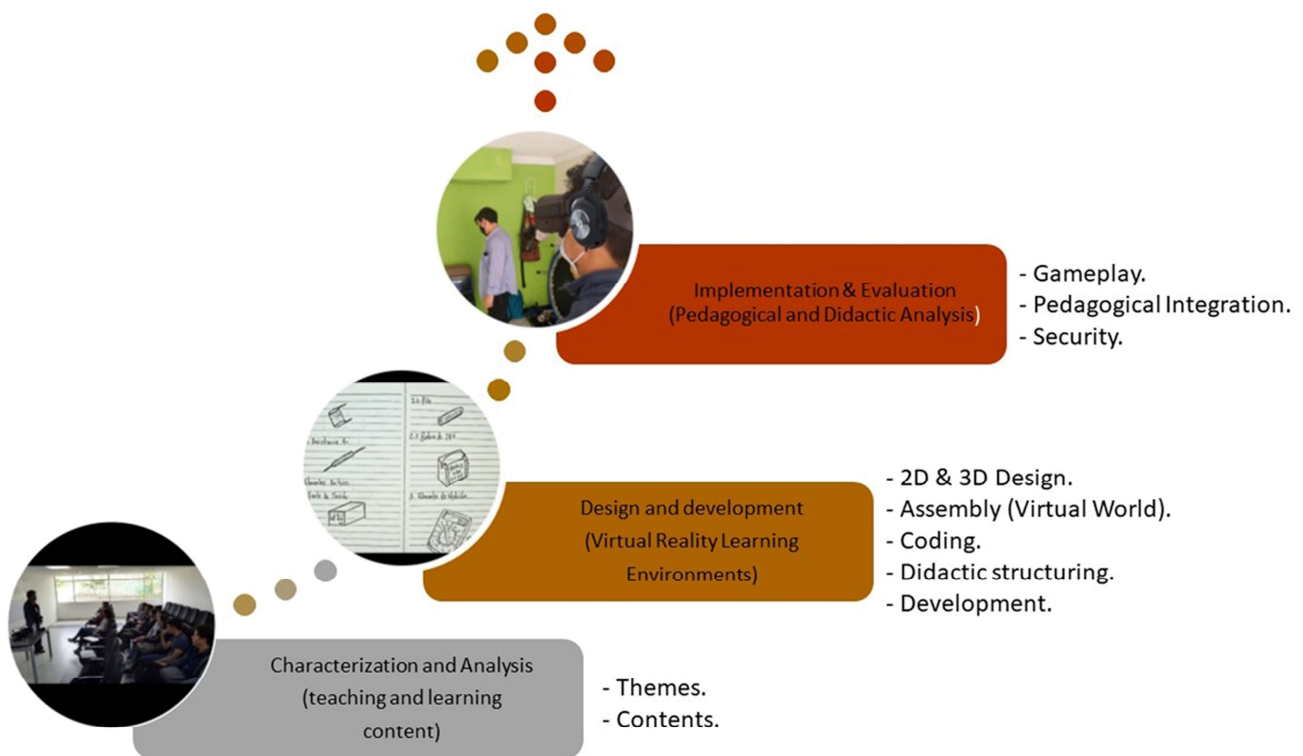 Implementation & Evaluation
(Pedagogical and Didactic Analysis)
- Gameplay.
- Pedagogical Integration.
- Security.
Design and development
(Virtual Reality Learning
Environments)
- 2D & 3D Design.
- Assembly (Virtual World).
- Coding.
- Didactic structuring.
- Development.
Characterization and Analysis
(teaching and learning
content)
- Themes.
- Contents.